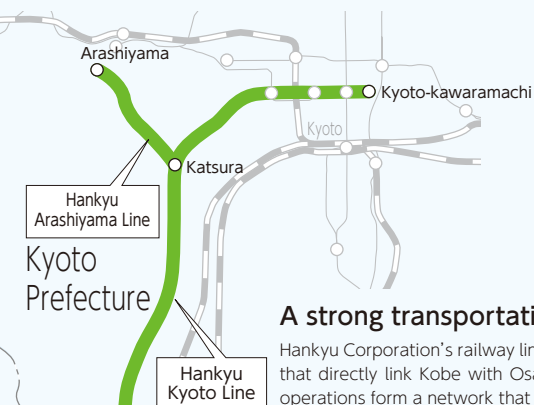 Arashiyama
Kyoto-kawaramachi
Kyoto
Katsura
Hankyu
Arashiyama Line
Kyoto
Prefecture
Hankyu
Kyoto Line
A strong transportati
Hankyu Corporation's railway lin
that directly link Kobe with Osa
operations form a network that